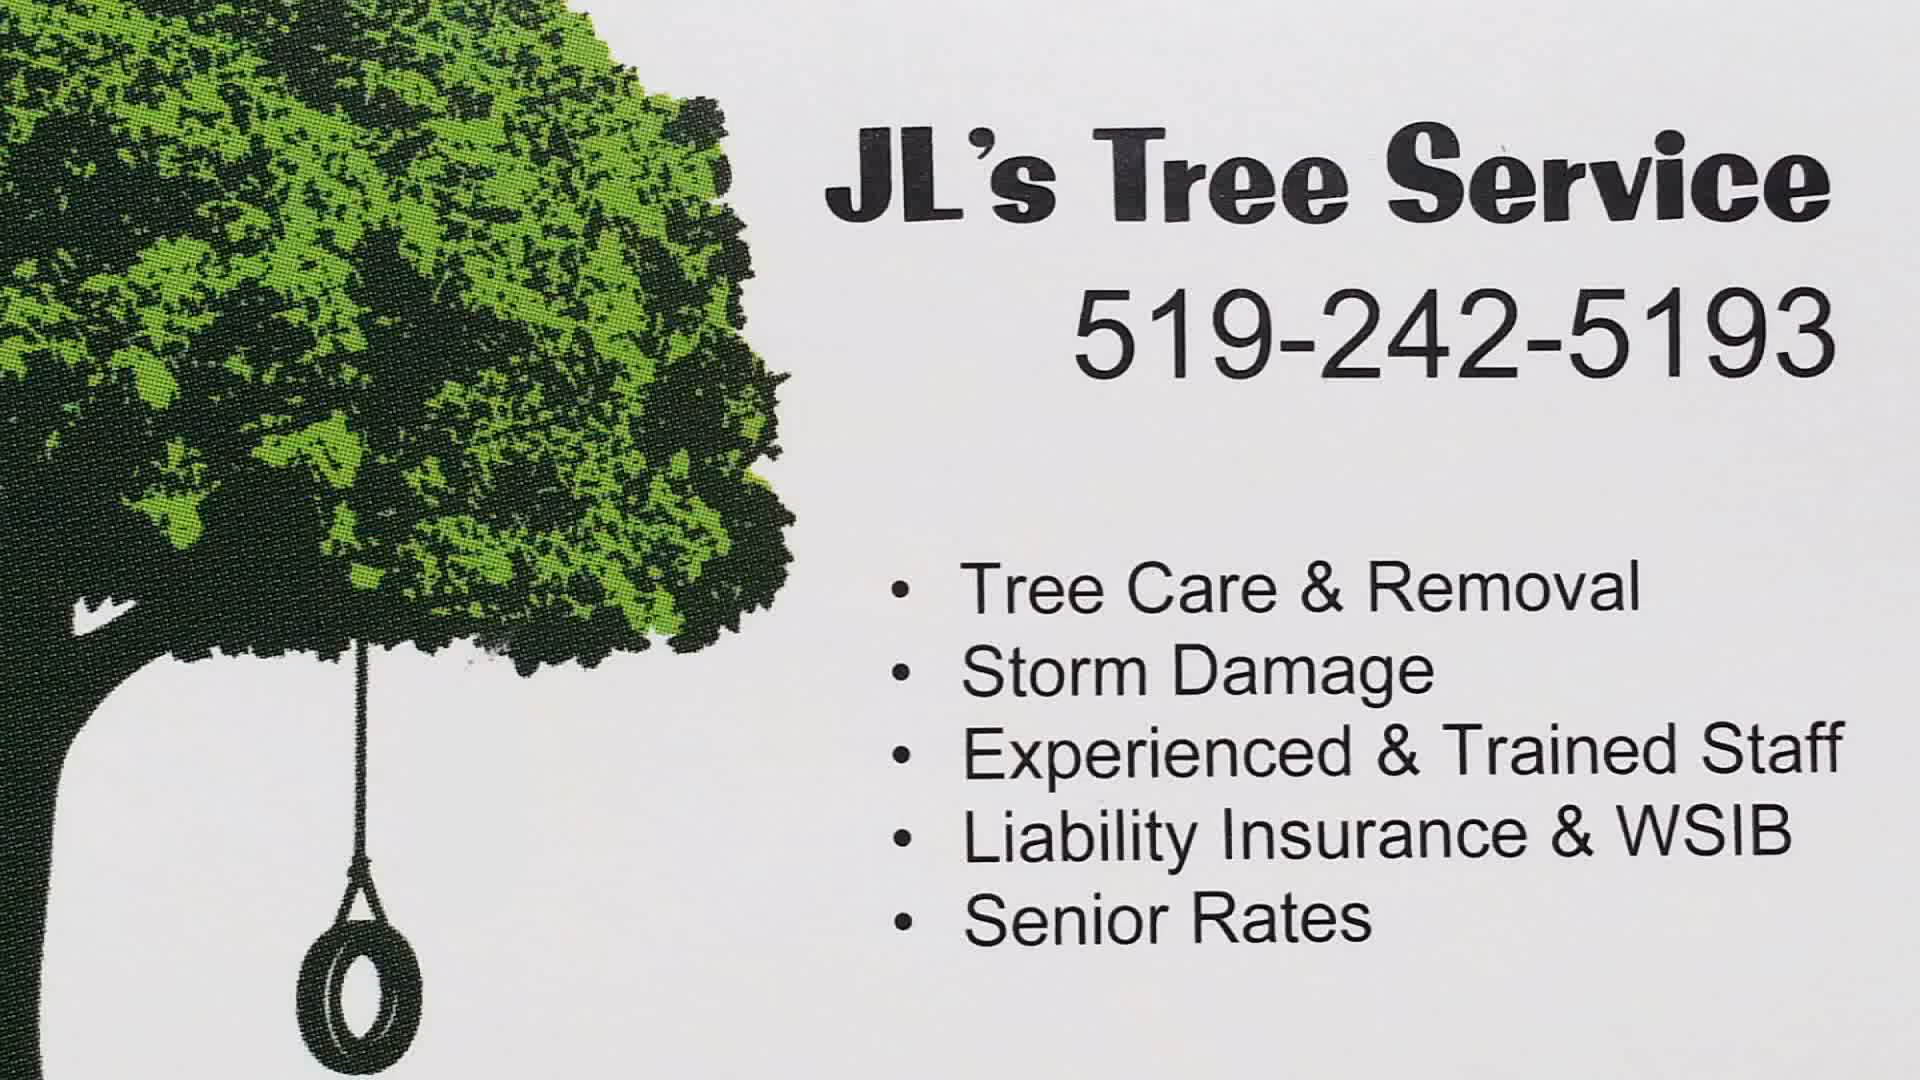 JL's Tree Service
519-242-5193
• Tree Care & Removal
• Storm Damage
• Experienced & Trained Staff
• Liability Insurance & WSIB
• Senior Rates